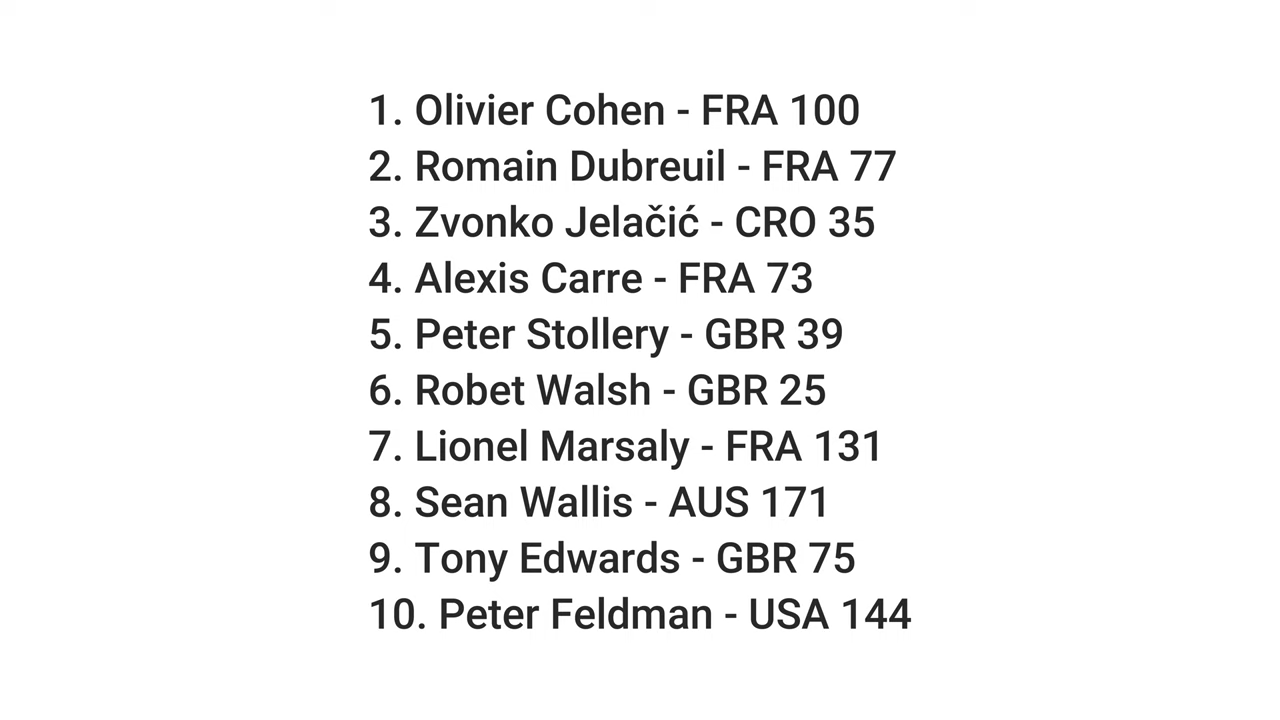 1. Olivier Cohen - FRA 100
2. Romain Dubreuil - FRA 77
3. Zvonko Jelačić - CRO 35
4. Alexis Carre - FRA 73
5. Peter Stollery - GBR 39
6. Robet Walsh - GBR 25
7. Lionel Marsaly - FRA 131
8. Sean Wallis - AUS 171
9. Tony Edwards - GBR 75
10. Peter Feldman - USA 144